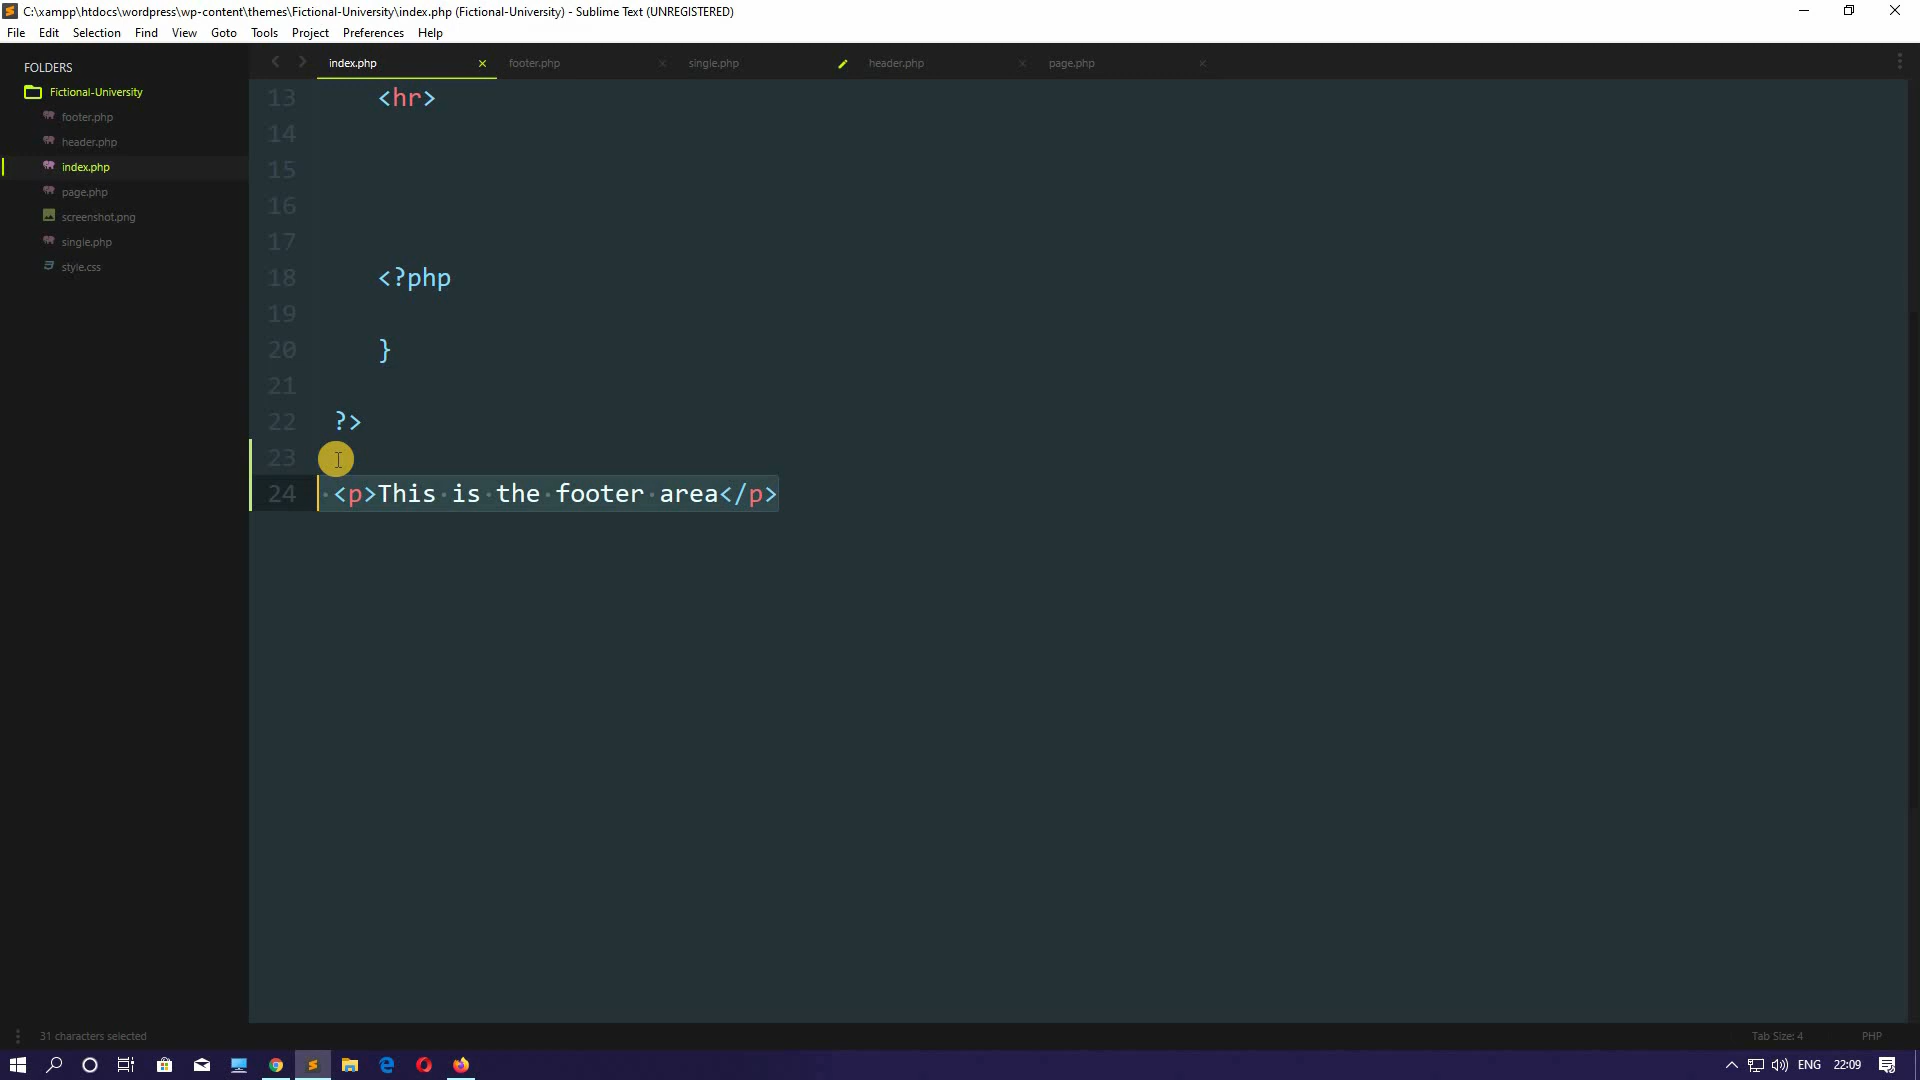 C:\xampp\htdocs\wordpress\wp-content\themes\Fictional-University\index.php (Fictional-University) - Sublime Text (UNREGISTERED)
File Edit Selection Find View Goto Tools Project Preferences Help
FOLDERS
Fictional-University
footer.php
header.php
index.php
page.php
screenshot.png
single.php
style.css
index.php footer.php single.php header.php page.php
13 <hr>
14
15
16
17
18 <?php
19
20 }
21
22 ?>
23
24 <p>This is the footer area</p>
31 characters selected
Tab Size: 4 PHP
ENG 22:09